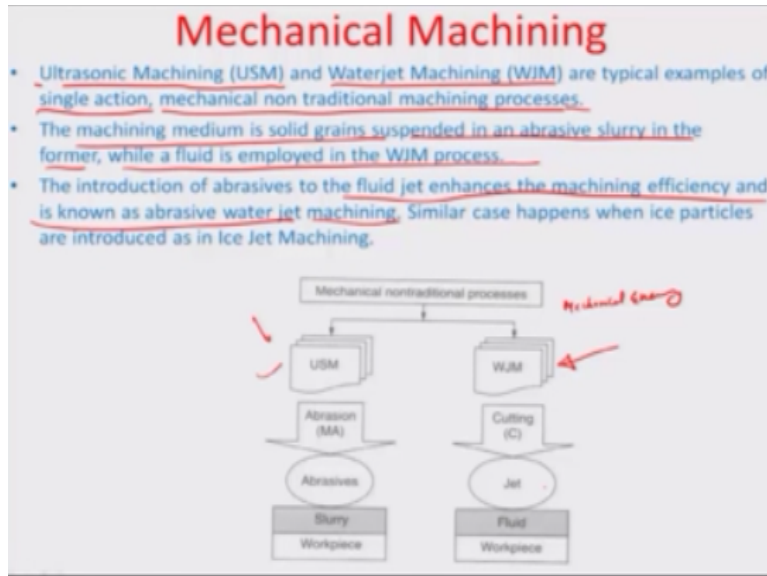 Mechanical Machining
• Ultrasonic Machining (USM) and Waterjet Machining (WJM) are typical examples of
single action, mechanical non traditional machining processes.
• The machining medium is solid grains suspended in an abrasive slurry in the
former, while a fluid is employed in the WJM process.
• The introduction of abrasives to the fluid jet enhances the machining efficiency and
is known as abrasive water jet machining. Similar case happens when ice particles
are introduced as in Ice Jet Machining.
Mechanical nontraditional processes
Mechanical Energy
USM
WJM
Abrasion
(MA)
Cutting
(C)
Abrasives
Jet
Slurry
Fluid
Workpiece
Workpiece